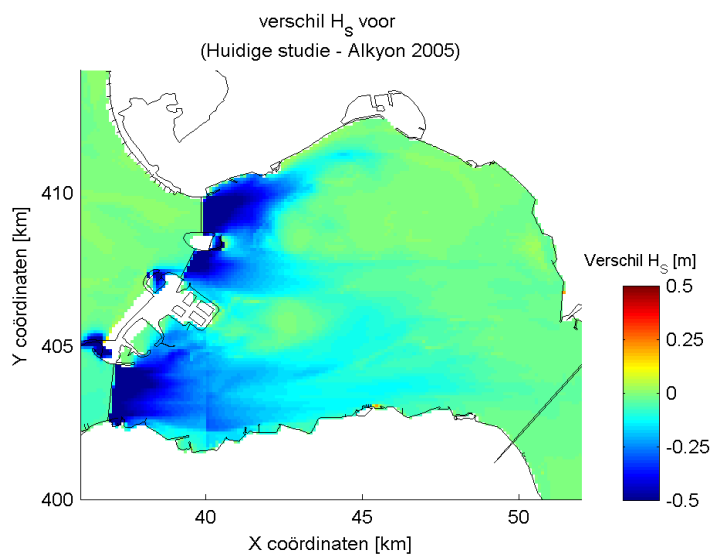 verschil H_S voor
(Huidige studie - Alkyon 2005)
Y coördinaten [km]
410
405
400
40
45
50
X coördinaten [km]
Verschil H_S [m]
0.5
0.25
0
-0.25
-0.5